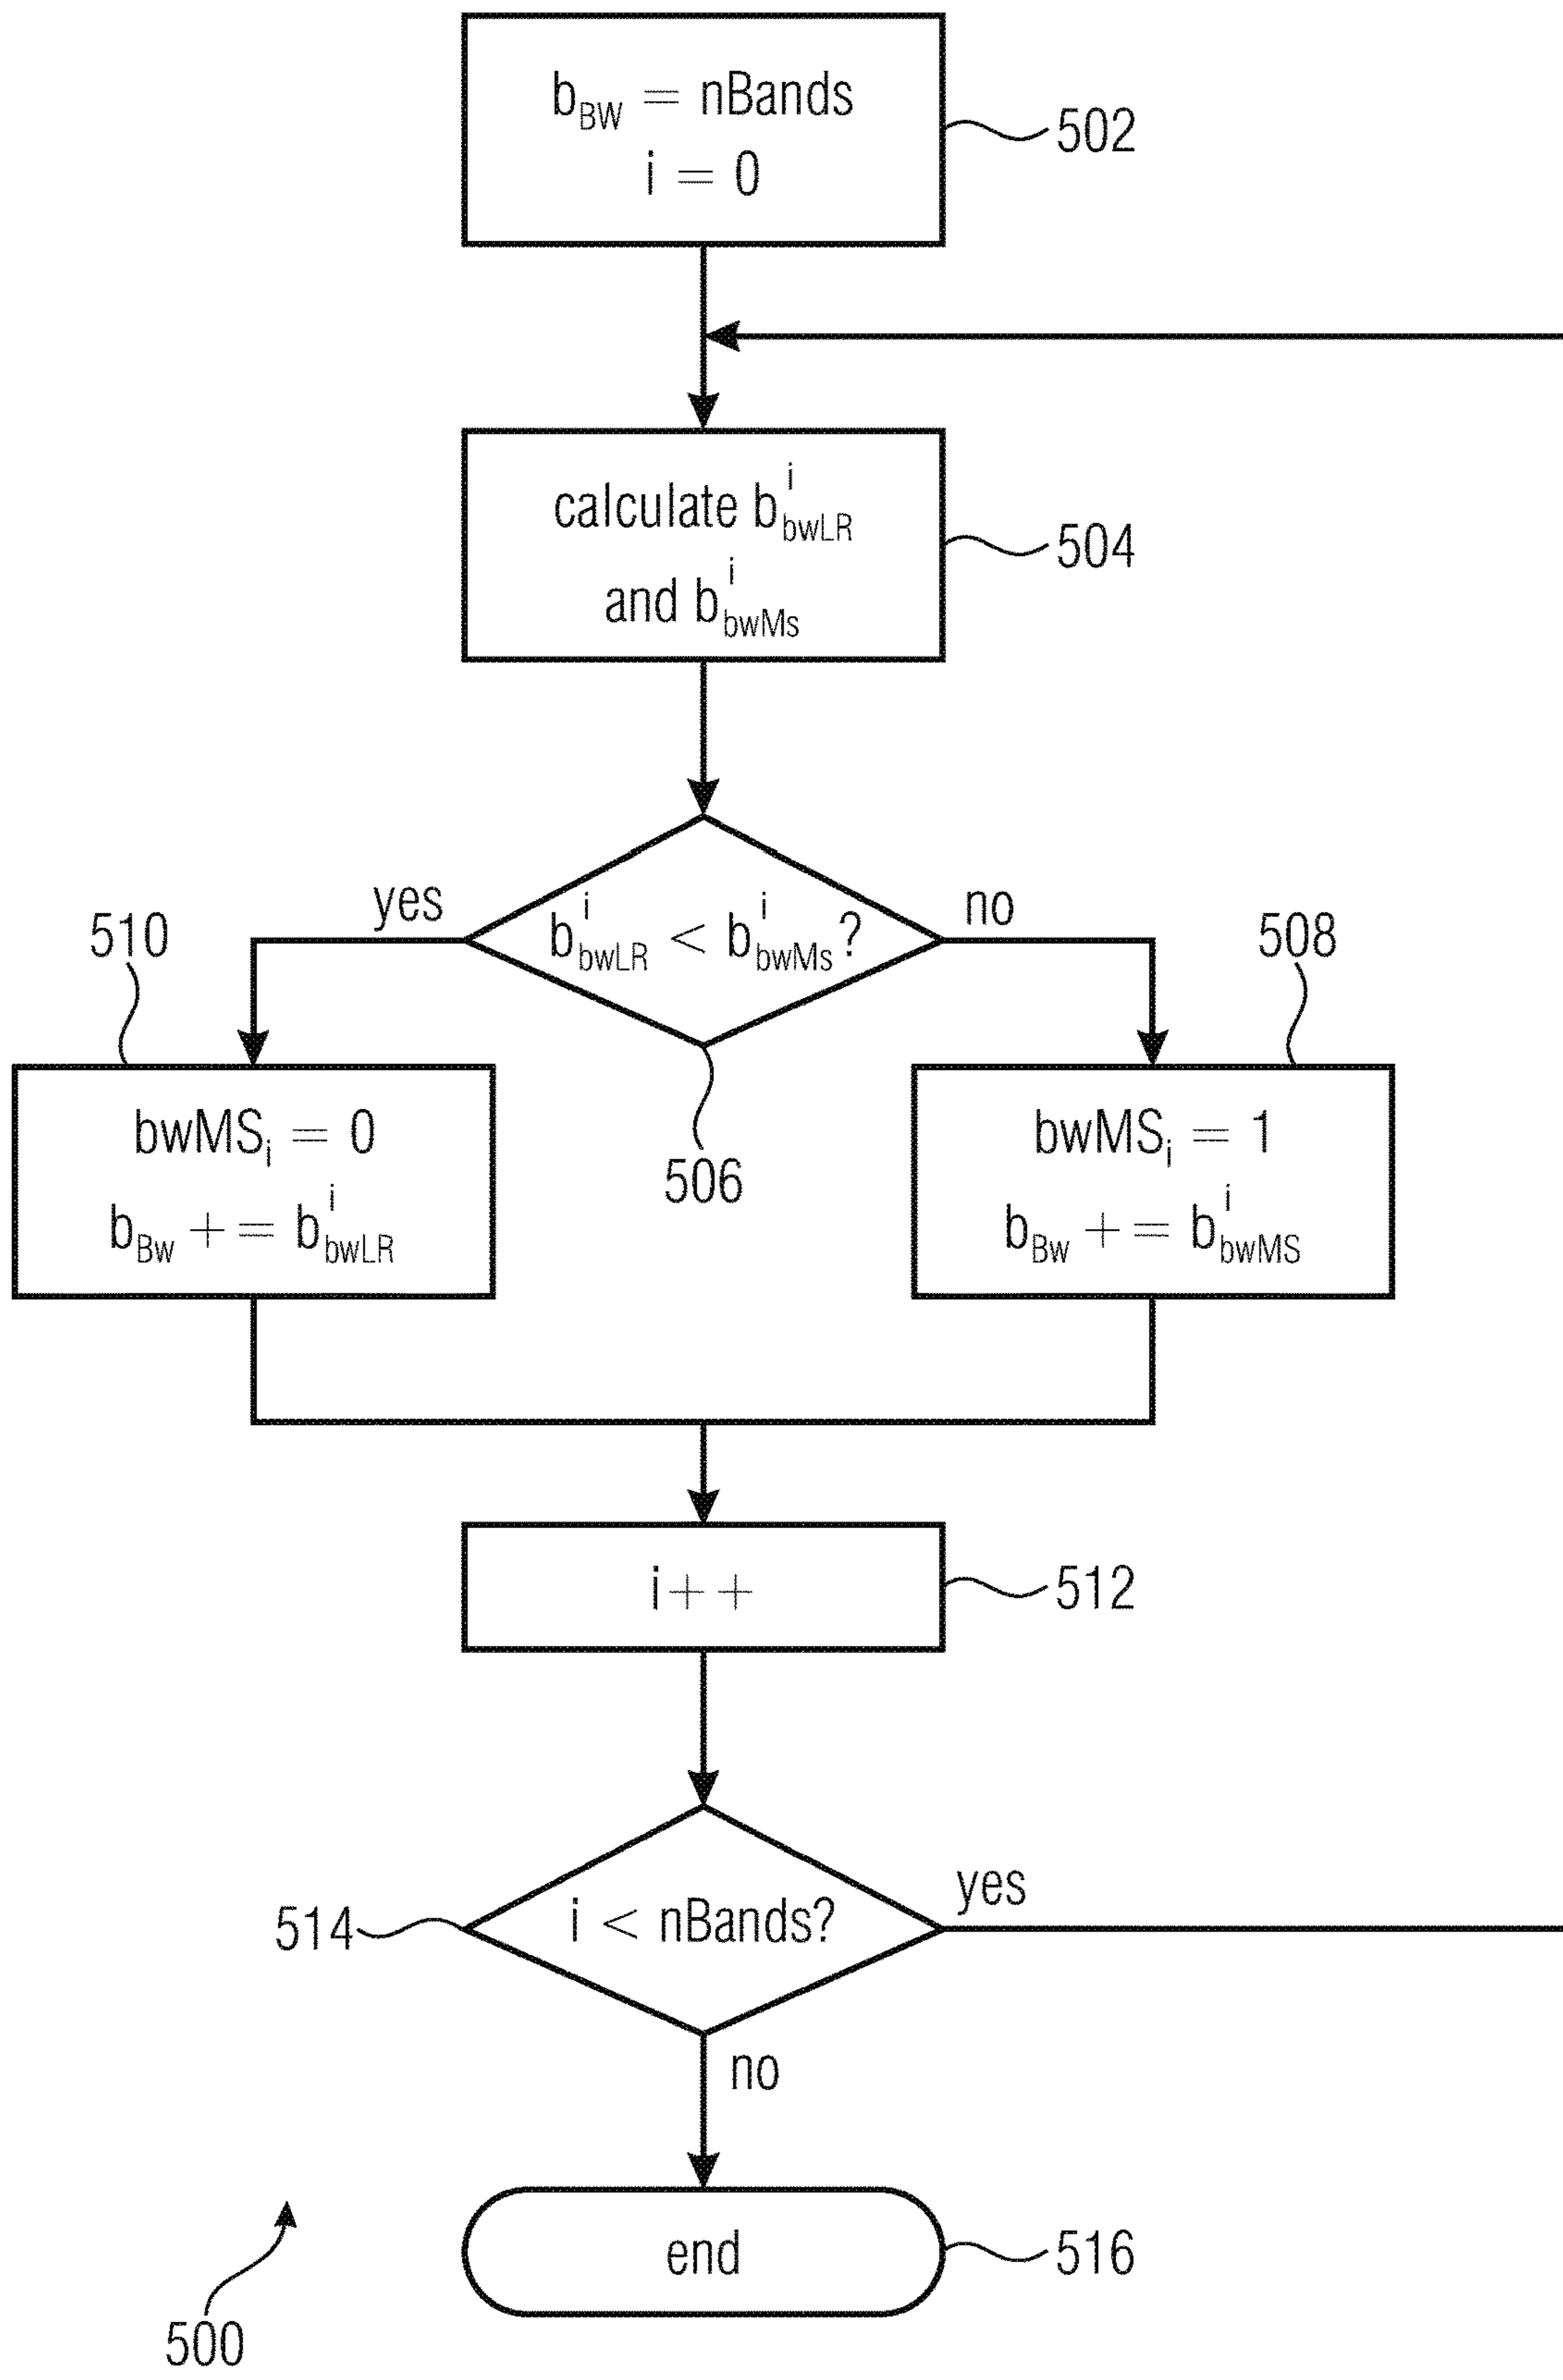 b_BW = nBands
i = 0
502
calculate b^i_bwLR
and b^i_bwMs
504
yes
no
510
b^i_bwLR < b^i_bwMs ?
508
bwMS_i = 0
b_Bw + = b^i_bwLR
506
bwMS_i = 1
b_Bw + = b^i_bwMS
i + +
512
yes
514
i < nBands?
no
end
516
500